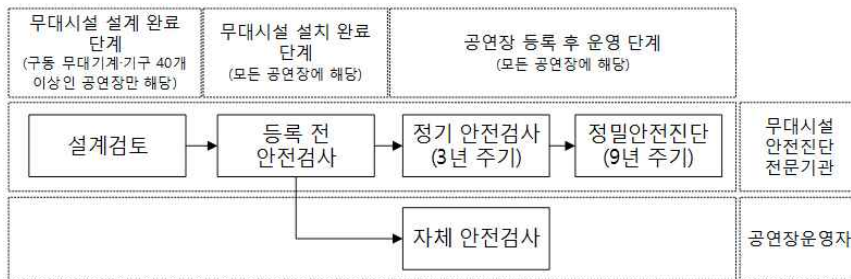 무대시설 설계 완료
단계
(구동 무대기계·기구 40개
이상인 공연장만 해당)
무대시설 설치 완료
단계
(모든 공연장에 해당)
공연장 등록 후 운영 단계
(모든 공연장에 해당)
설계검토
등록 전
안전검사
정기 안전검사
(3년 주기)
정밀안전진단
(9년 주기)
무대시설
안전진단
전문기관
자체 안전검사
공연장운영자